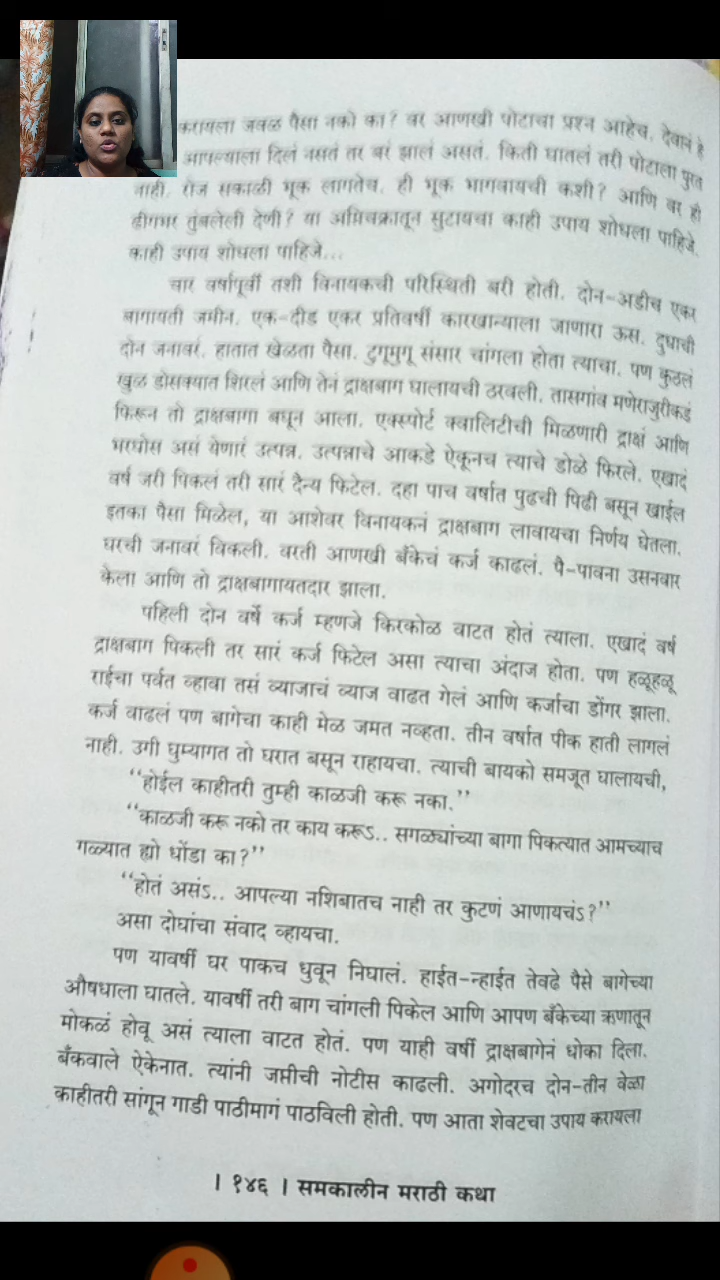 करायला जवळ पैसा नको का? वर आणखी पोटाचा प्रश्न आहेच. देवानं हे
आपल्याला दिलं नसतं तर बरं झालं असतं. किती घातलं तरी पोटाला पुरत
नाही. रोज सकाळी भूक लागतेच. ही भूक भागवायची कशी? आणि वर ही
ढीगभर तुंबलेली देणी? या अग्निचक्रातून सुटायचा काही उपाय शोधला पाहिजे.
काही उपाय शोधला पाहिजे...
चार वर्षापूर्वी तशी विनायकची परिस्थिती बरी होती. दोन-अडीच एकर
बागायती जमीन. एक-दीड एकर प्रतिवर्षी कारखान्याला जाणारा ऊस. दुधाची
दोन जनावरं. हातात खेळता पैसा. टुगूमुगू संसार चांगला होता त्याचा. पण कुठलं
खुळ डोसक्यात शिरलं आणि तेनं द्राक्षबाग घालायची ठरवली. तासगांव मणेराजुरीकडं
फिरून तो द्राक्षबागा बघून आला. एक्स्पोर्ट क्वालिटीची मिळणारी द्राक्षं आणि
भरघोस असं येणारं उत्पन्न. उत्पन्नाचे आकडे ऐकूनच त्याचे डोळे फिरले. एखादं
वर्ष जरी पिकलं तरी सारं दैन्य फिटेल. दहा पाच वर्षात पुढची पिढी बसून खाईल
इतका पैसा मिळेल, या आशेवर विनायकनं द्राक्षबाग लावायचा निर्णय घेतला.
घरची जनावरं विकली. वरती आणखी बँकेचं कर्ज काढलं. पै-पावना उसनवार
केला आणि तो द्राक्षबागायतदार झाला.
पहिली दोन वर्षे कर्ज म्हणजे किरकोळ वाटत होतं त्याला. एखादं वर्ष
द्राक्षबाग पिकली तर सारं कर्ज फिटेल असा त्याचा अंदाज होता. पण हळूहळू
राईचा पर्वत व्हावा तसं व्याजाचं व्याज वाढत गेलं आणि कर्जाचा डोंगर झाला.
कर्ज वाढलं पण बागेचा काही मेळ जमत नव्हता. तीन वर्षात पीक हाती लागलं
नाही. उगी घुम्यागत तो घरात बसून राहायचा. त्याची बायको समजूत घालायची,
‘‘होईल काहीतरी तुम्ही काळजी करू नका.’’
‘‘काळजी करू नको तर काय करूऽ.. सगळ्यांच्या बागा पिकत्यात आमच्याच
गळ्यात ह्यो धोंडा का?’’
‘‘होतं असंऽ.. आपल्या नशिबातच नाही तर कुटणं आणायचंऽ?’’
असा दोघांचा संवाद व्हायचा.
पण यावर्षी घर पाकच धुवून निघालं. हाईत-न्हाईत तेवढे पैसे बागेच्या
औषधाला घातले. यावर्षी तरी बाग चांगली पिकेल आणि आपण बँकेच्या ऋणातून
मोकळं होवू असं त्याला वाटत होतं. पण याही वर्षी द्राक्षबागेनं धोका दिला.
बँकवाले ऐकेनात. त्यांनी जप्तीची नोटीस काढली. अगोदरच दोन-तीन वेळा
काहीतरी सांगून गाडी पाठीमागं पाठविली होती. पण आता शेवटचा उपाय करायला
। १४६ । समकालीन मराठी कथा